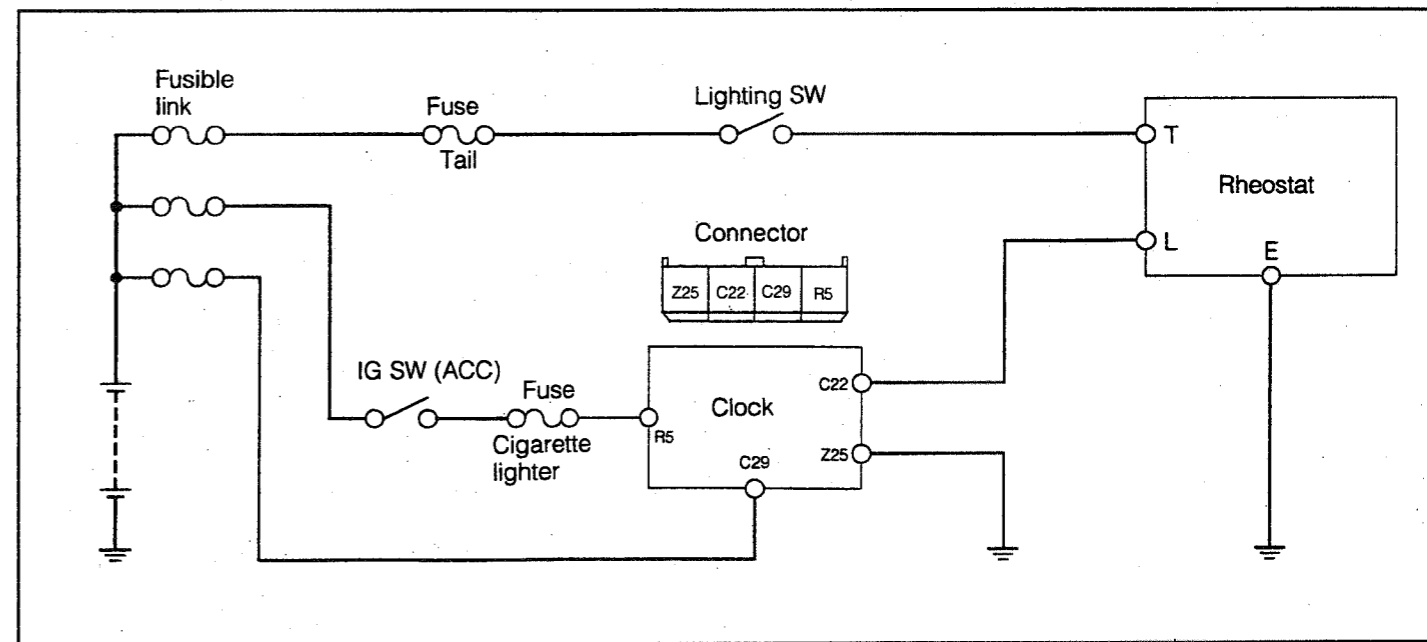 Fusible
link
Fuse
Tail
Lighting SW
T
Rheostat
L
E
Connector
Z25 C22 C29 R5
IG SW (ACC)
Fuse
Cigarette
lighter
R5
Clock
C22
Z25
C29